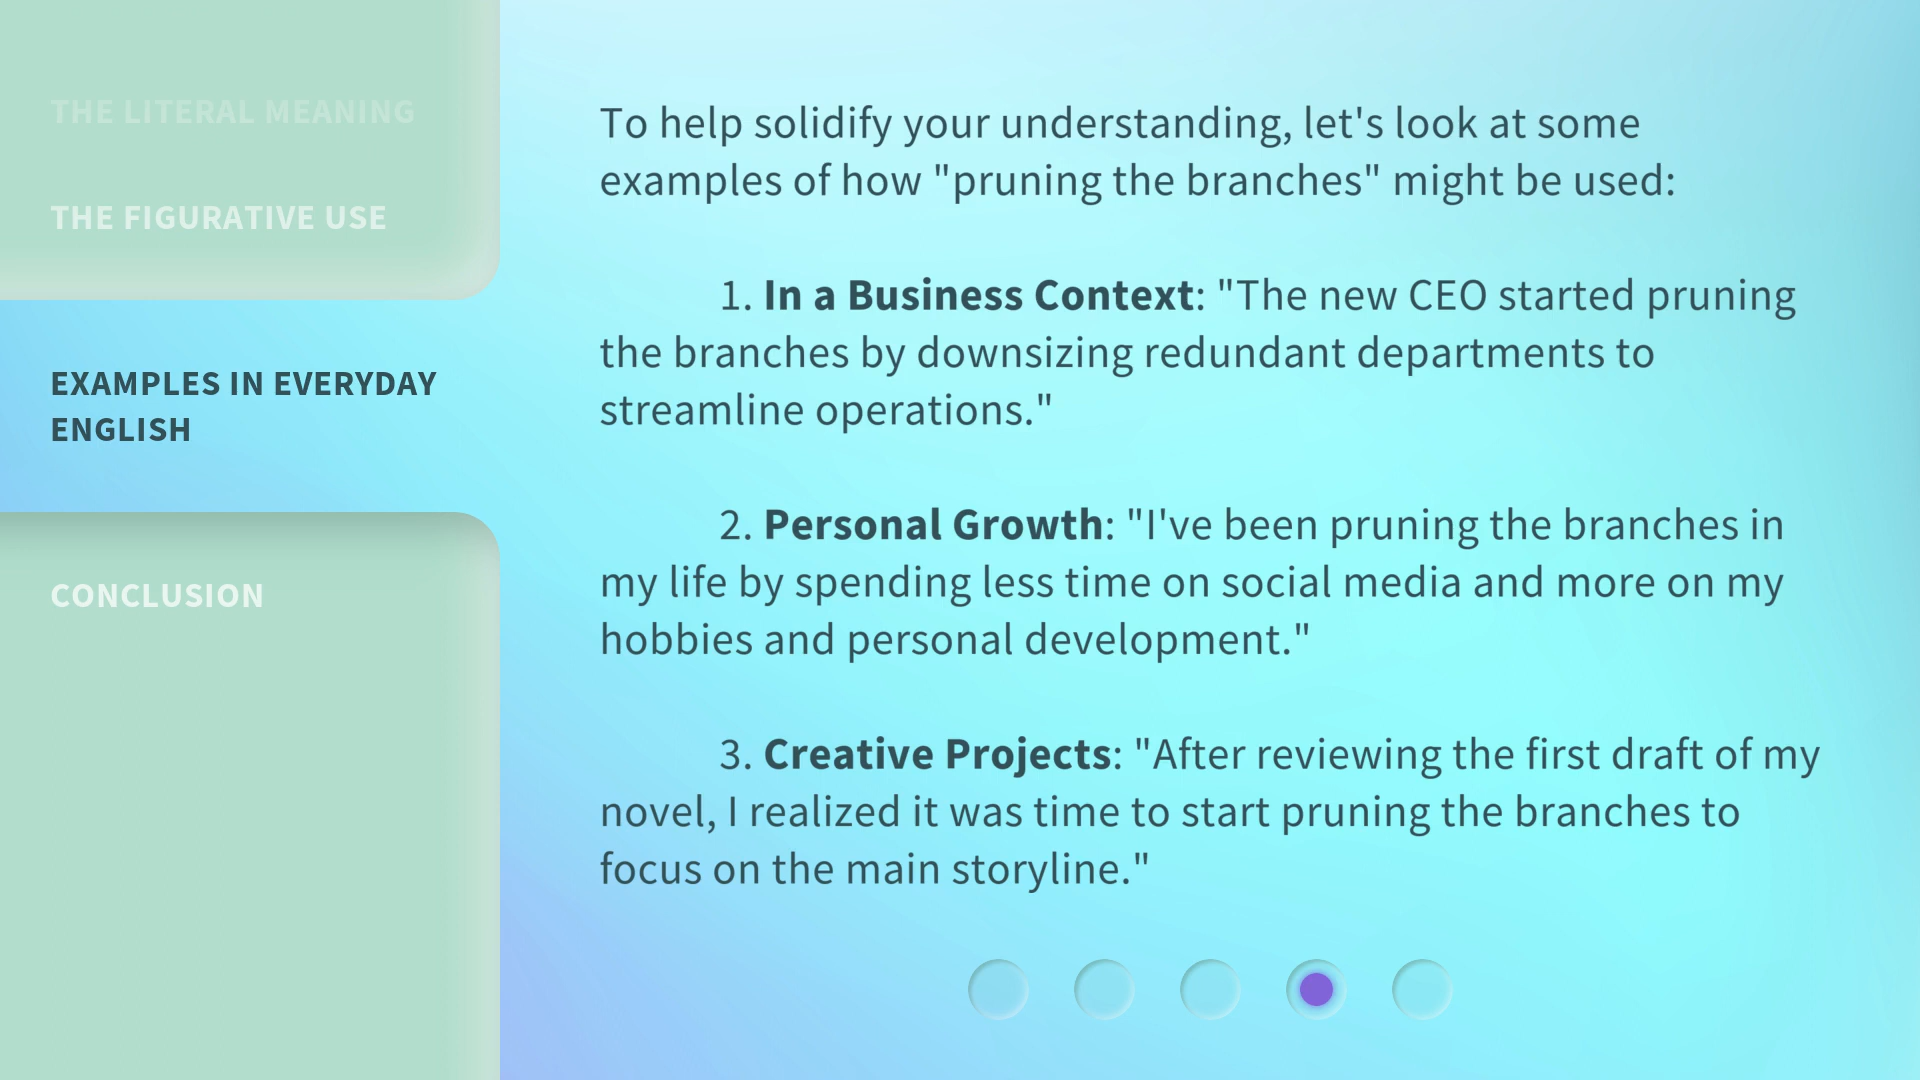 THE LITERAL MEANING
THE FIGURATIVE USE
EXAMPLES IN EVERYDAY
ENGLISH
CONCLUSION
To help solidify your understanding, let's look at some
examples of how "pruning the branches" might be used:
1. In a Business Context: "The new CEO started pruning
the branches by downsizing redundant departments to
streamline operations."
2. Personal Growth: "I've been pruning the branches in
my life by spending less time on social media and more on my
hobbies and personal development."
3. Creative Projects: "After reviewing the first draft of my
novel, I realized it was time to start pruning the branches to
focus on the main storyline."